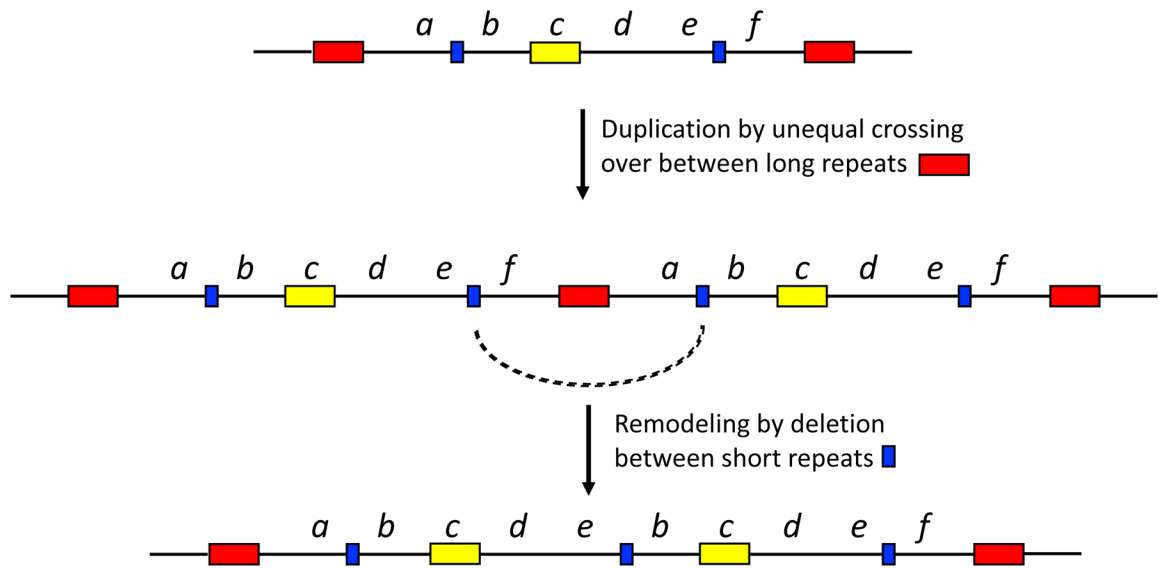 a b c d e f
Duplication by unequal crossing
over between long repeats
a b c d e f a b c d e f
Remodeling by deletion
between short repeats
a b c d e b c d e f